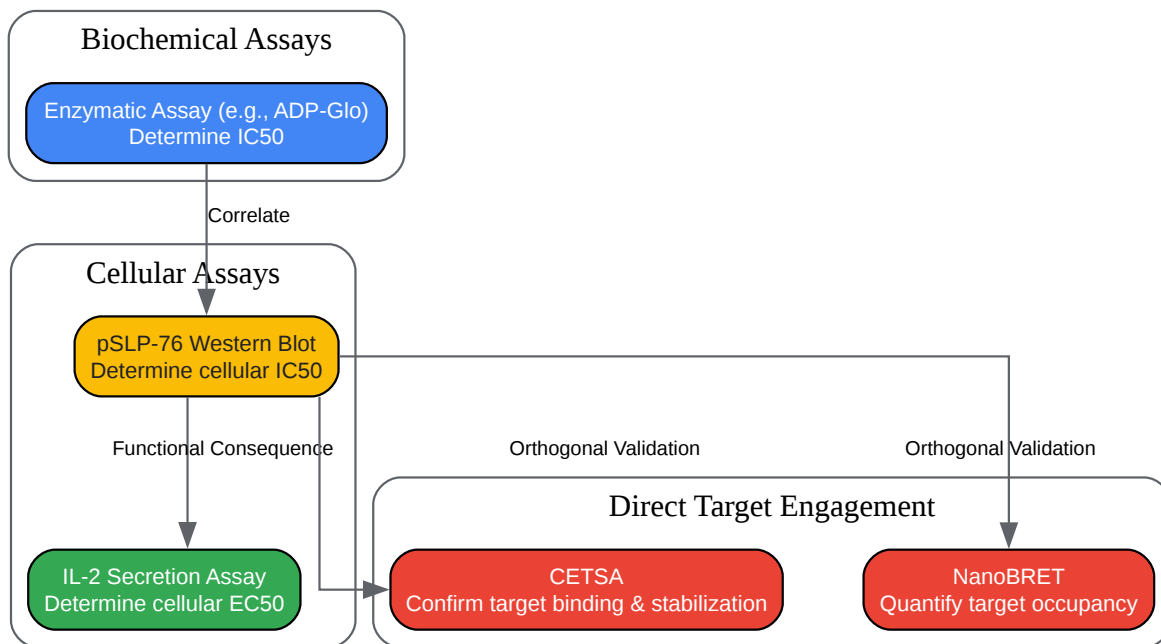 Biochemical Assays
Enzymatic Assay (e.g., ADP-Glo)
Determine IC50
Correlate
Cellular Assays
pSLP-76 Western Blot
Determine cellular IC50
Functional Consequence
Orthogonal Validation
Orthogonal Validation
Direct Target Engagement
IL-2 Secretion Assay
Determine cellular EC50
CETSA
Confirm target binding & stabilization
NanoBRET
Quantify target occupancy